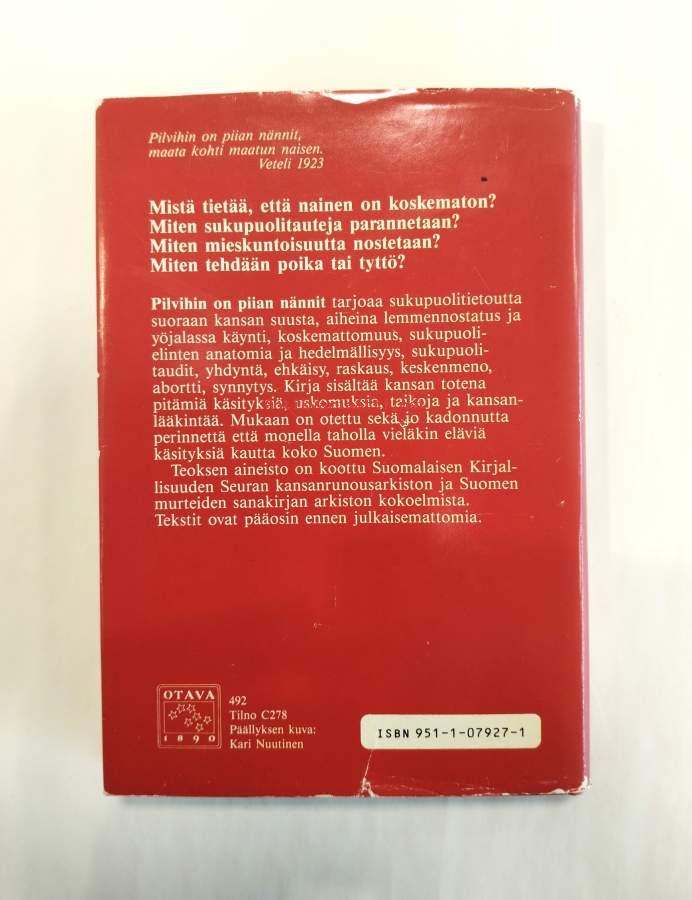 Pilvihin on piian nännit,
maata kohti maatun naisen.
Veteli 1923
Mistä tietää, että nainen on koskematon?
Miten sukupuolitauteja parannetaan?
Miten mieskuntoisuutta nostetaan?
Miten tehdään poika tai tyttö?
Pilvihin on piian nännit tarjoaa sukupuolitietoutta
suoraan kansan suusta, aiheina lemmennostatus ja
yöjalassa käynti, koskemattomuus, sukupuoli-
elinten anatomia ja hedelmällisyys, sukupuoli-
taudit, yhdyntä, ehkäisy, raskaus, keskenmeno,
abortti, synnytys. Kirja sisältää kansan totena
pitämiä käsityksiä, uskomuksia, taikoja ja kansan-
lääkintää. Mukaan on otettu sekä jo kadonnutta
perinnettä että monella taholla vieläkin eläviä
käsityksiä kautta koko Suomen.
Teoksen aineisto on koottu Suomalaisen Kirjal-
lisuuden Seuran kansanrunousarkiston ja Suomen
murteiden sanakirjan arkiston kokoelmista.
Tekstit ovat pääosin ennen julkaisemattomia.
OTAVA
1890
492
Tilno C278
Päällyksen kuva:
Kari Nuutinen
ISBN 951-1-07927-1